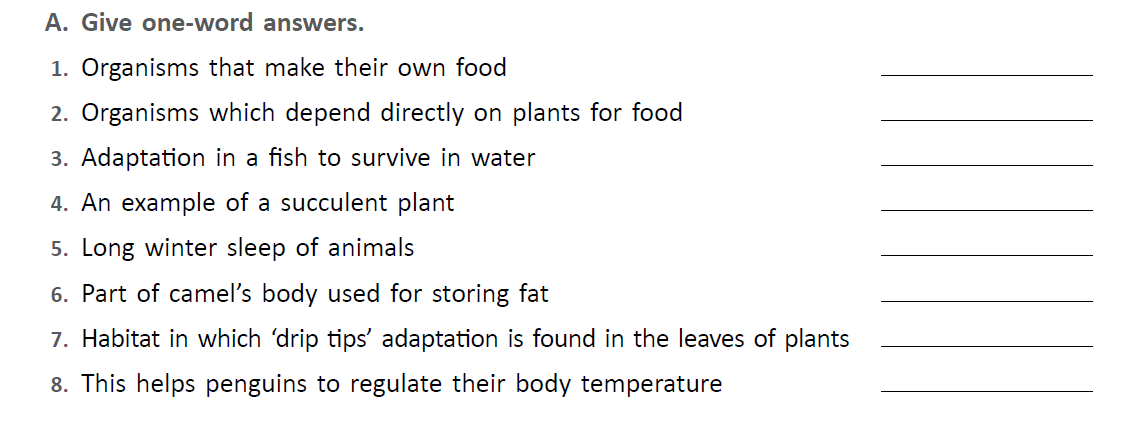 A. Give one-word answers.
1. Organisms that make their own food
2. Organisms which depend directly on plants for food
3. Adaptation in a fish to survive in water
4. An example of a succulent plant
5. Long winter sleep of animals
6. Part of camel’s body used for storing fat
7. Habitat in which ‘drip tips’ adaptation is found in the leaves of plants
8. This helps penguins to regulate their body temperature